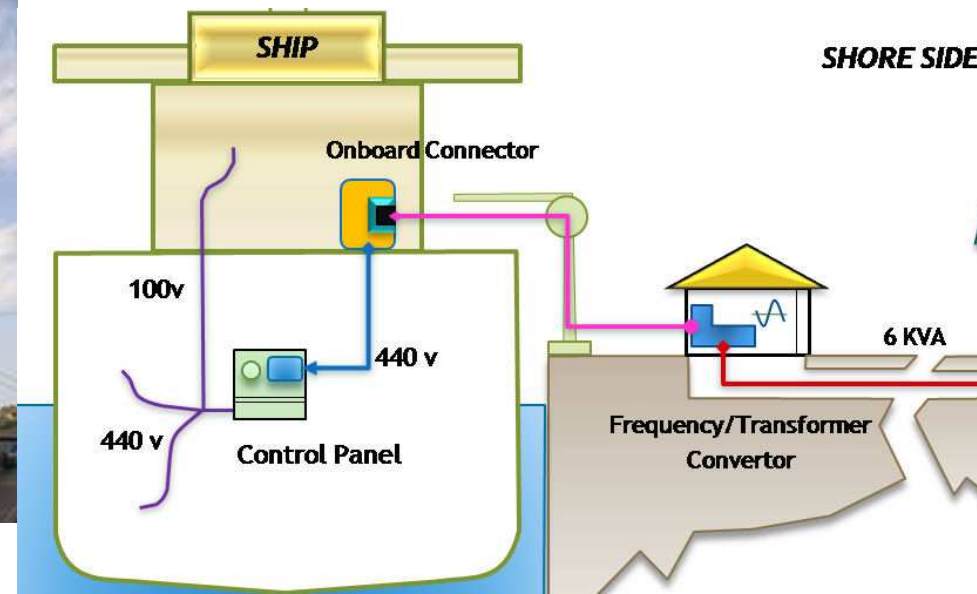 SHIP
SHORE SIDE
Onboard Connector
100v
440 v
6 KVA
440 v
Control Panel
Frequency/Transformer
Convertor